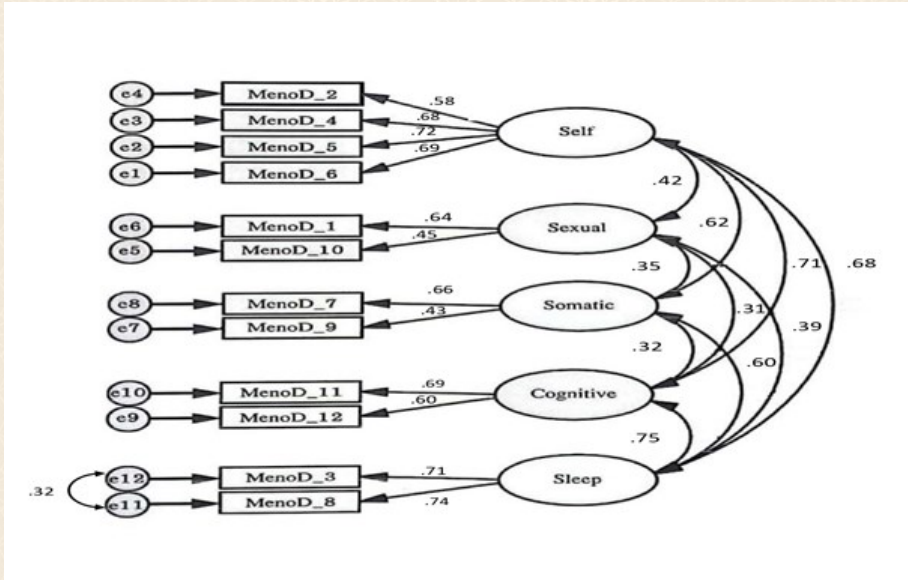 e4 MenoD_2 .58
e3 MenoD_4 .68 Self
e2 MenoD_5 .72
e1 MenoD_6 .69
.42
e6 MenoD_1 .64 Sexual .62
e5 MenoD_10 .45
.35 .71 .68
e8 MenoD_7 .66 Somatic .31
e7 MenoD_9 .43 .39
.32 .60
e10 MenoD_11 .69 Cognitive
e9 MenoD_12 .60
.75
e12 MenoD_3 .71 Sleep
.32
e11 MenoD_8 .74